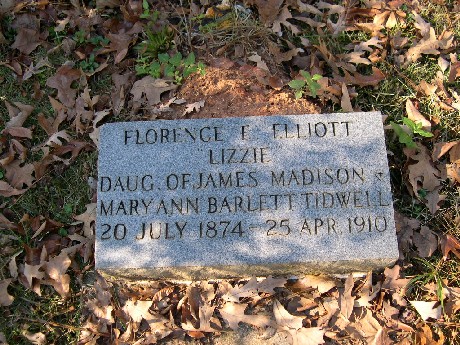 FLORENCE E ELLIOTT
LIZZIE
DAUG. OF JAMES MADISON &
MARY ANN BARLETT TIDWELL
20 JULY 1874 - 25 APR 1910